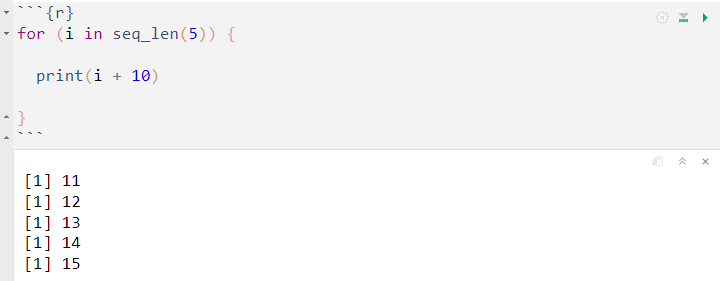 ```{r}
for (i in seq_len(5)) {
  print(i + 10)
}
```
[1] 11
[1] 12
[1] 13
[1] 14
[1] 15